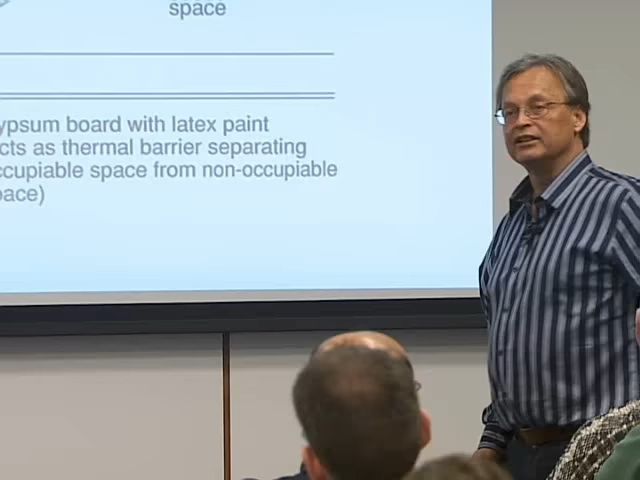 space
ypsum board with latex paint
cts as thermal barrier separating
ccupiable space from non-occupiable
pace)